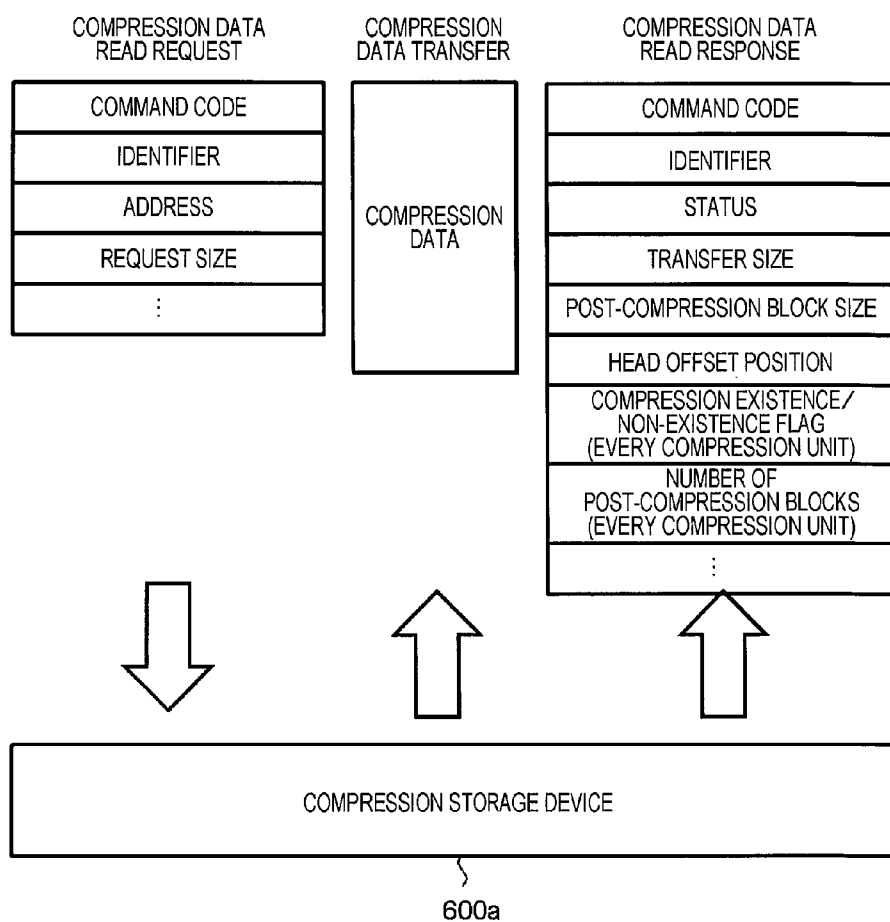 COMPRESSION DATA
READ REQUEST
COMMAND CODE
IDENTIFIER
ADDRESS
REQUEST SIZE
⋮
COMPRESSION
DATA TRANSFER
COMPRESSION
DATA
COMPRESSION DATA
READ RESPONSE
COMMAND CODE
IDENTIFIER
STATUS
TRANSFER SIZE
POST-COMPRESSION BLOCK SIZE
HEAD OFFSET POSITION
COMPRESSION EXISTENCE/
NON-EXISTENCE FLAG
(EVERY COMPRESSION UNIT)
NUMBER OF
POST-COMPRESSION BLOCKS
(EVERY COMPRESSION UNIT)
⋮
COMPRESSION STORAGE DEVICE
600a